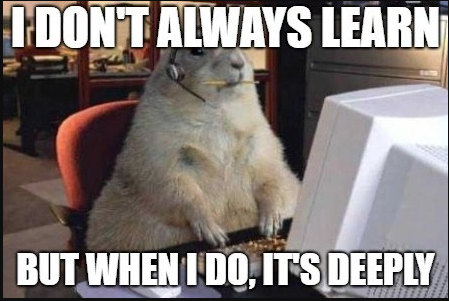 I DON'T ALWAYS LEARN
BUT WHEN I DO, IT'S DEEPLY